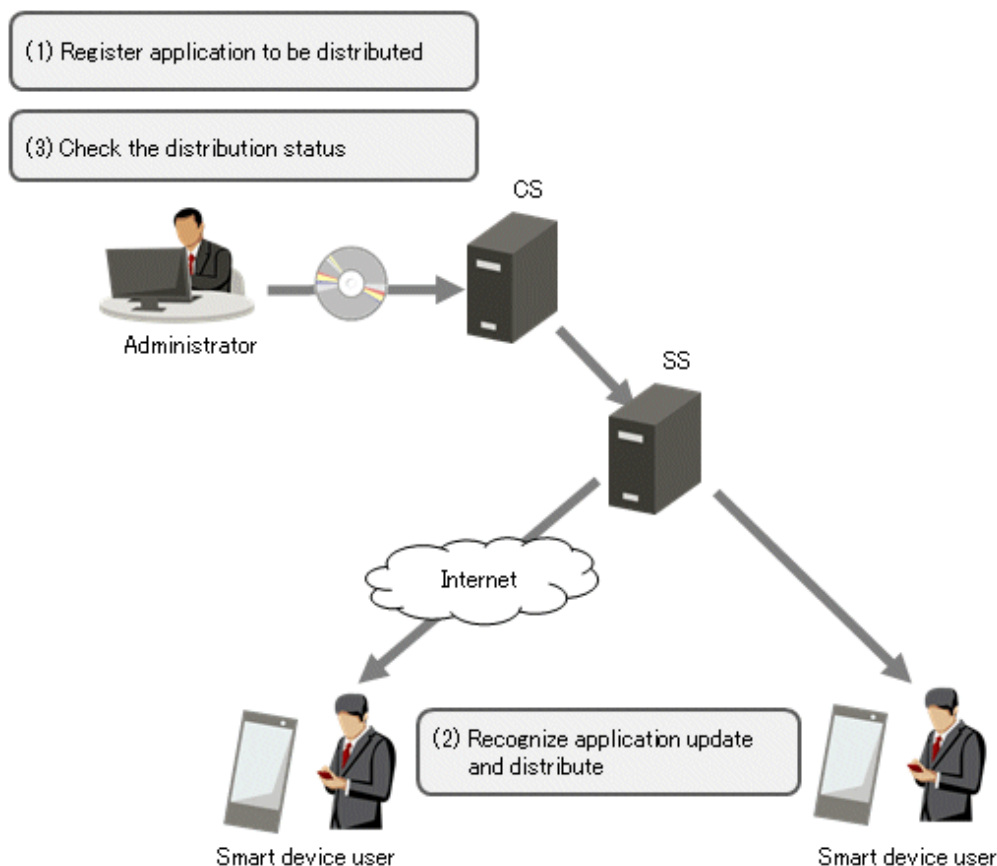 (1) Register application to be distributed
(3) Check the distribution status
CS
Administrator
SS
Internet
(2) Recognize application update
and distribute
Smart device user
Smart device user